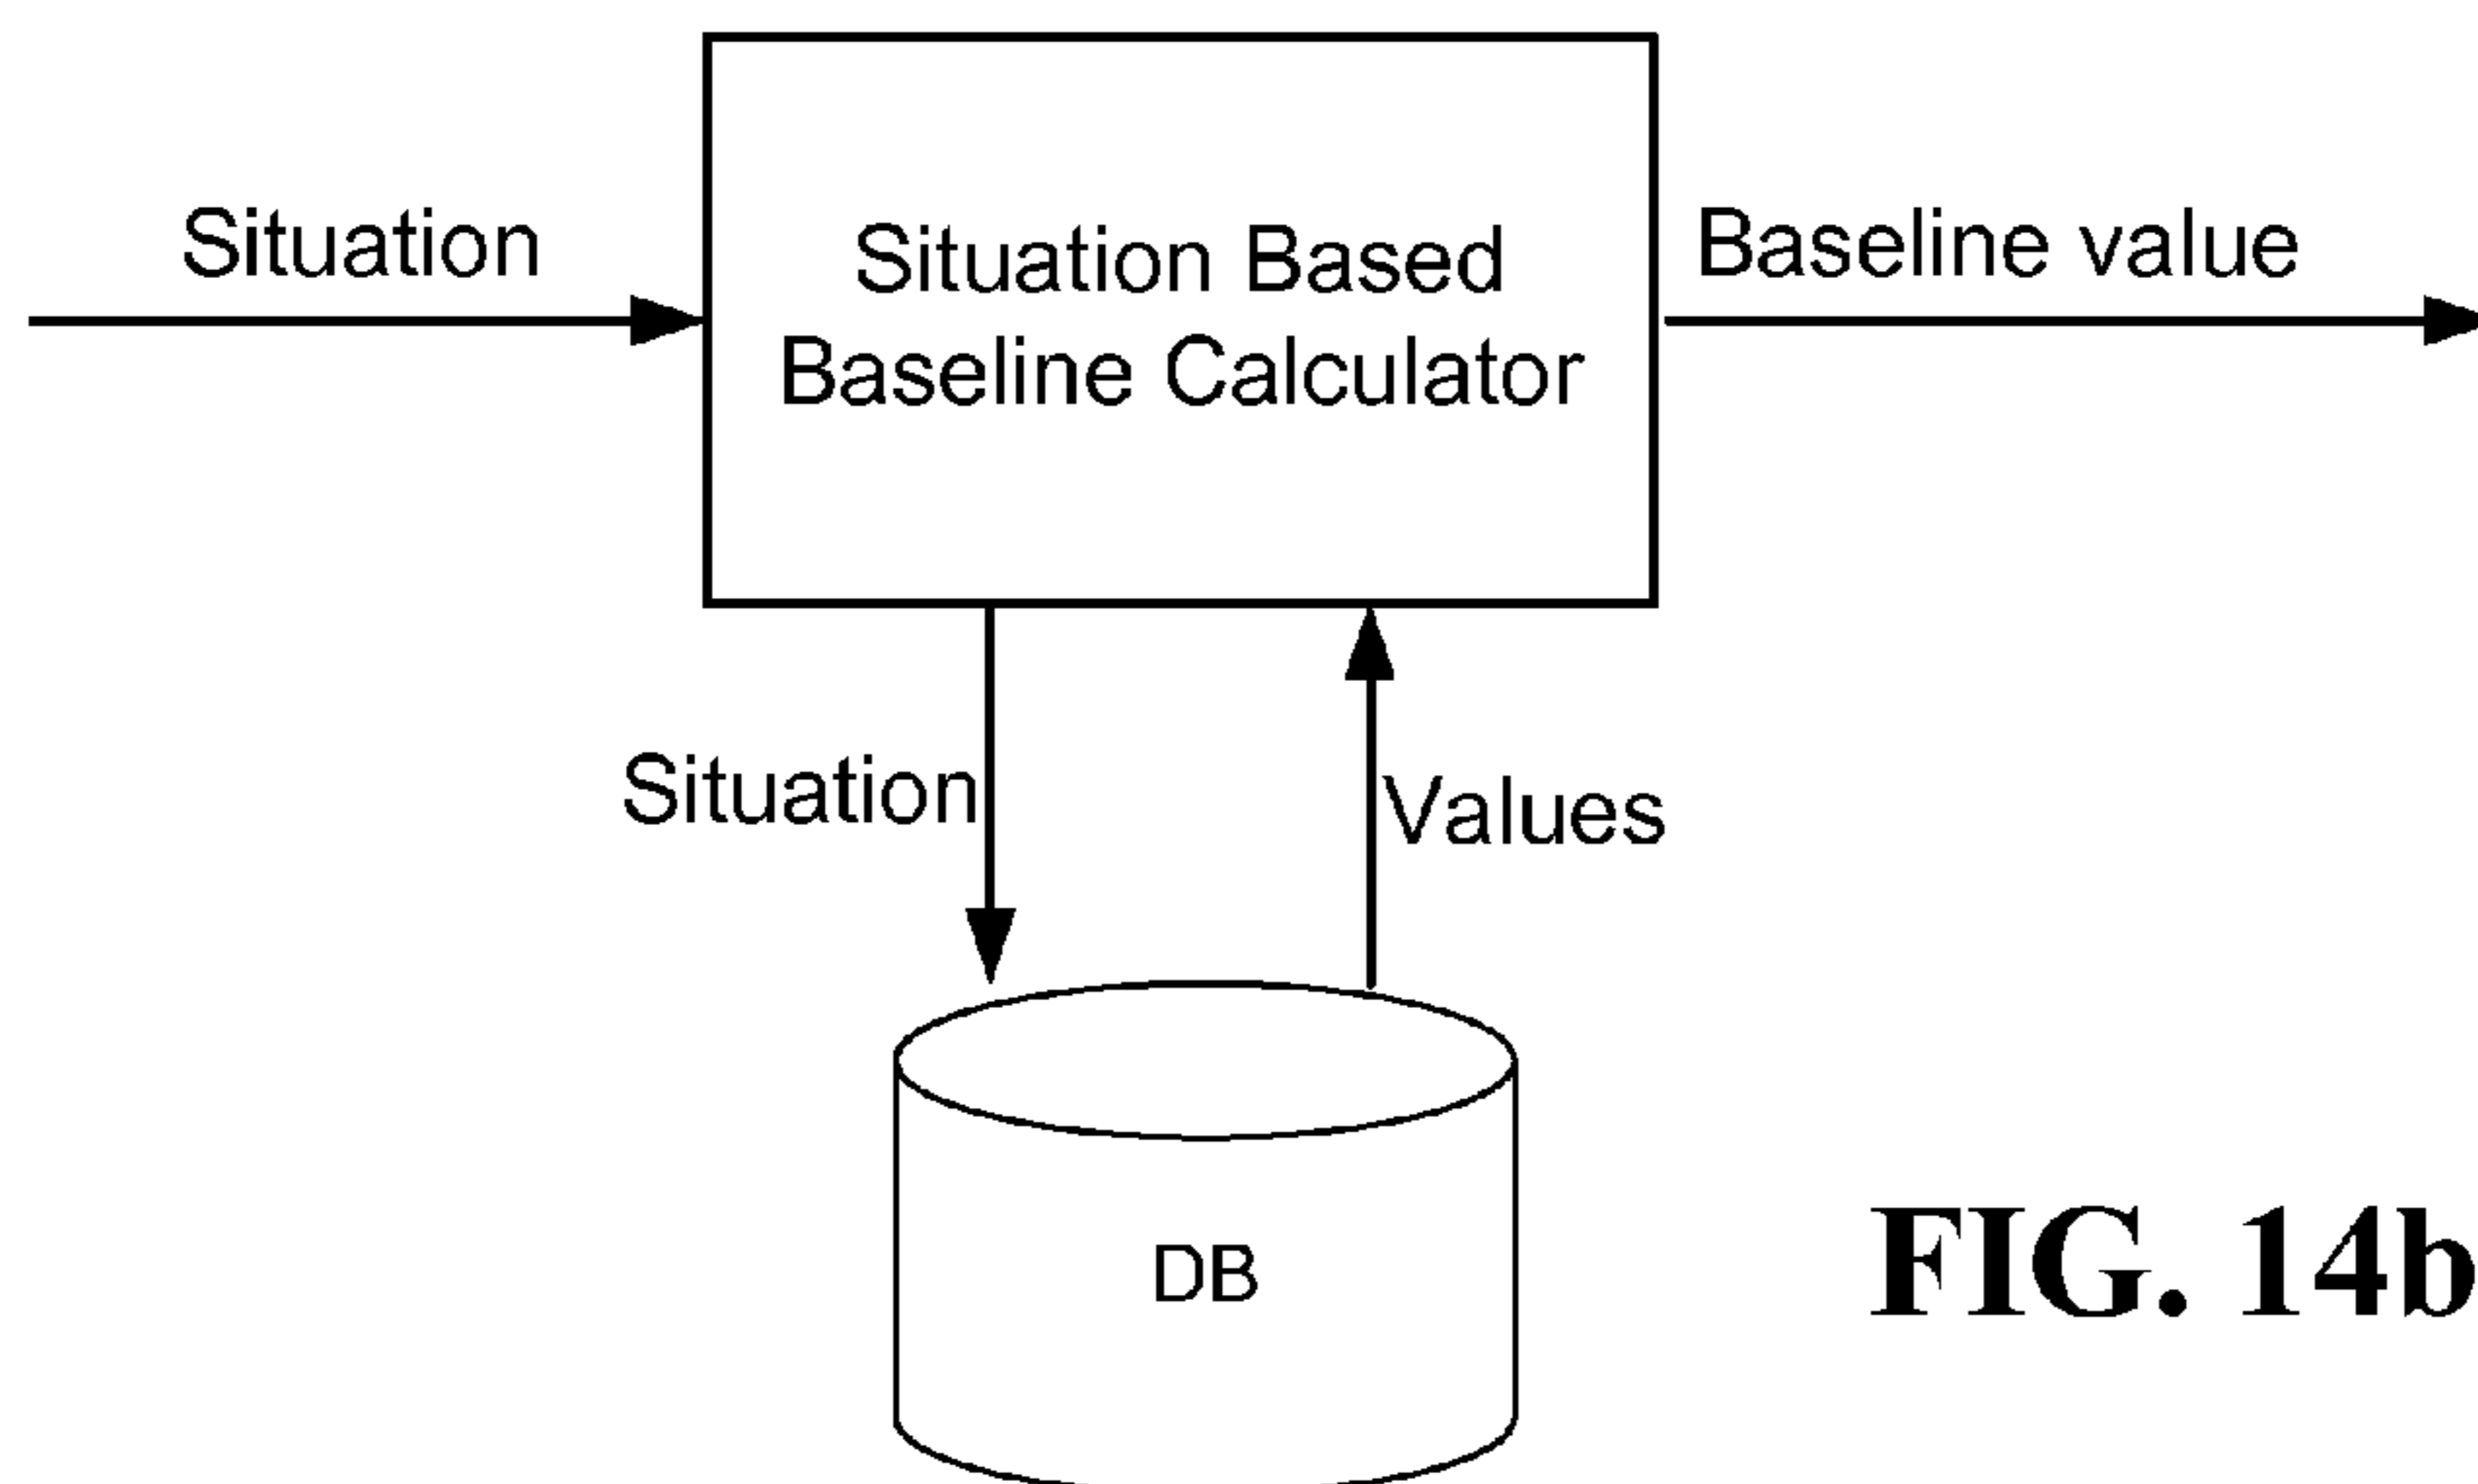 Situation
Situation Based
Baseline Calculator
Baseline value
Situation
Values
DB
FIG. 14b